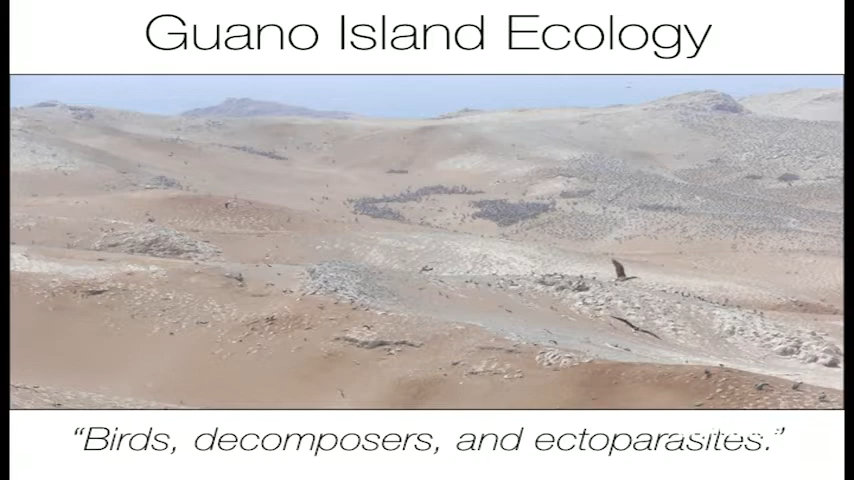 Guano Island Ecology
“Birds, decomposers, and ectoparasites.”